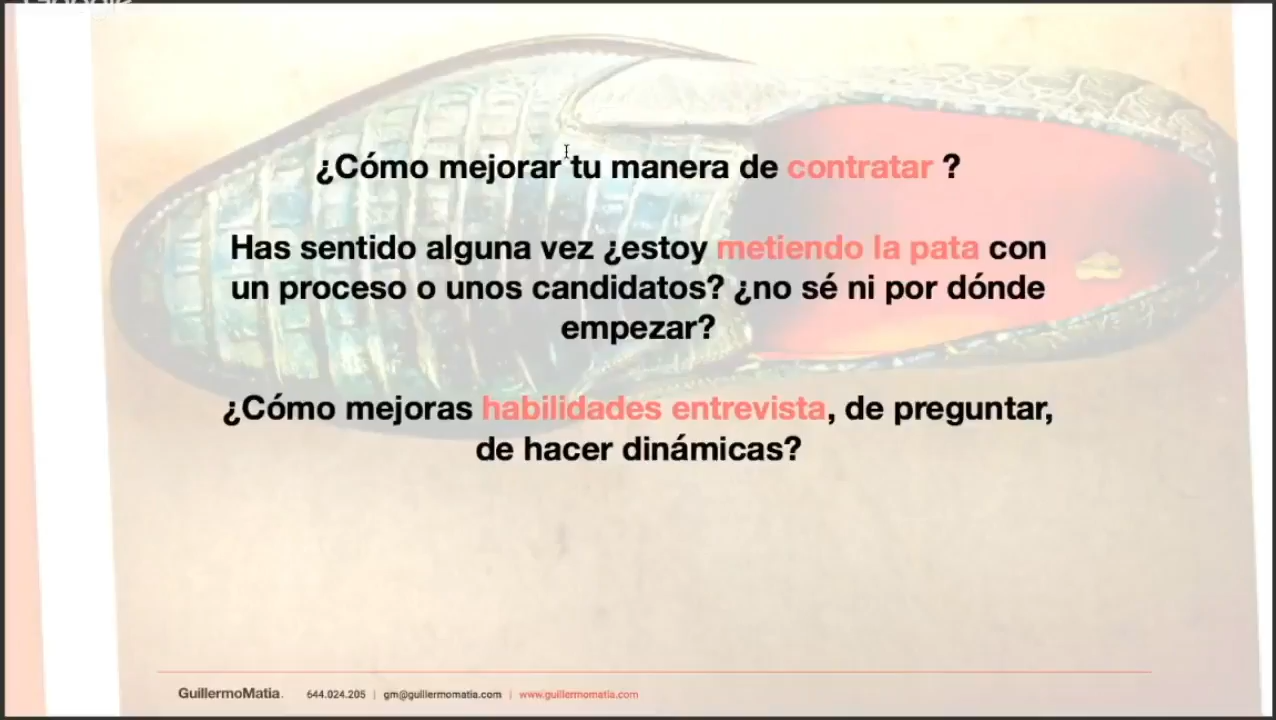 ¿Cómo mejorar tu manera de contratar ?
Has sentido alguna vez ¿estoy metiendo la pata con
un proceso o unos candidatos? ¿no sé ni por dónde
empezar?
¿Cómo mejoras habilidades entrevista, de preguntar,
de hacer dinámicas?
GuillermoMatia. 644.024.205 | gm@guillermomatia.com | www.guillermomatia.com